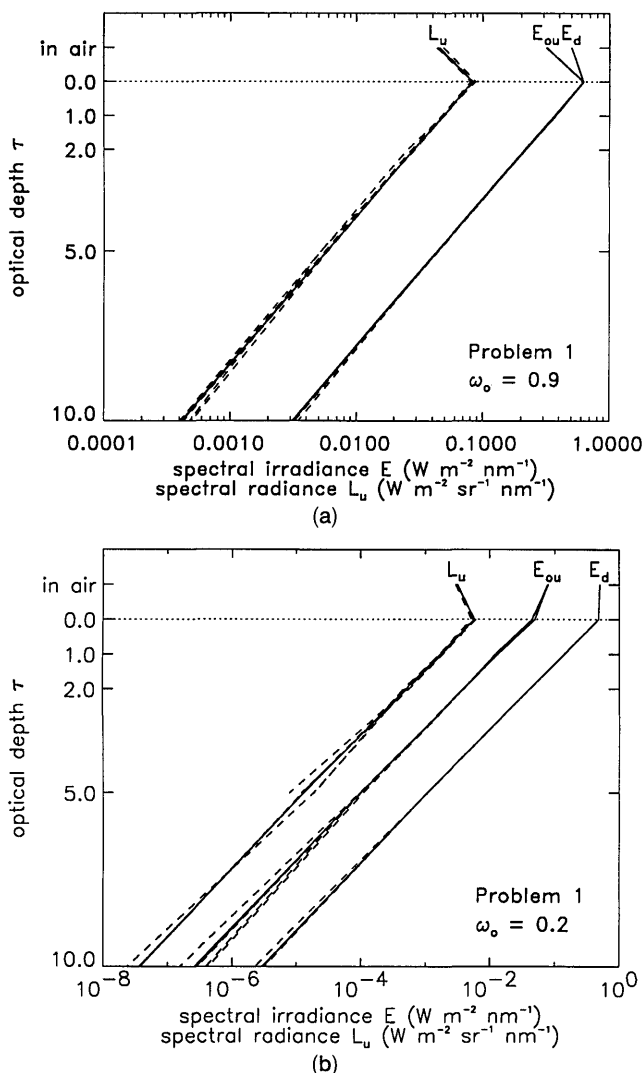 L_u E_ou E_d
in air
0.0
1.0
2.0
5.0
10.0
optical depth τ
Problem 1
ω_o = 0.9
0.0001 0.0010 0.0100 0.1000 1.0000
spectral irradiance E (W m⁻² nm⁻¹)
spectral radiance L_u (W m⁻² sr⁻¹ nm⁻¹)
(a)
L_u E_ou E_d
in air
0.0
1.0
2.0
5.0
10.0
optical depth τ
Problem 1
ω_o = 0.2
10⁻⁸ 10⁻⁶ 10⁻⁴ 10⁻² 10⁰
spectral irradiance E (W m⁻² nm⁻¹)
spectral radiance L_u (W m⁻² sr⁻¹ nm⁻¹)
(b)